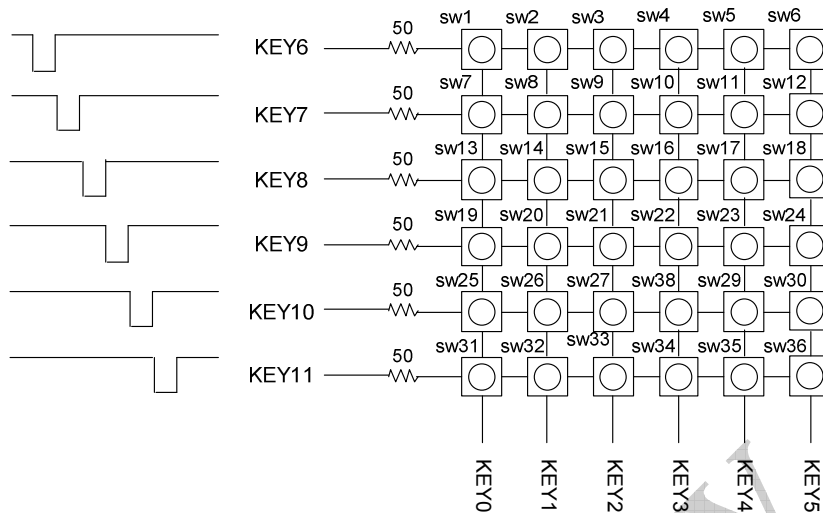 sw1 sw2 sw3 sw4 sw5 sw6
KEY6 50
sw7 sw8 sw9 sw10 sw11 sw12
KEY7 50
sw13 sw14 sw15 sw16 sw17 sw18
KEY8 50
sw19 sw20 sw21 sw22 sw23 sw24
KEY9 50
sw25 sw26 sw27 sw38 sw29 sw30
KEY10 50
sw31 sw32 sw33 sw34 sw35 sw36
KEY11 50
KEY0 KEY1 KEY2 KEY3 KEY4 KEY5